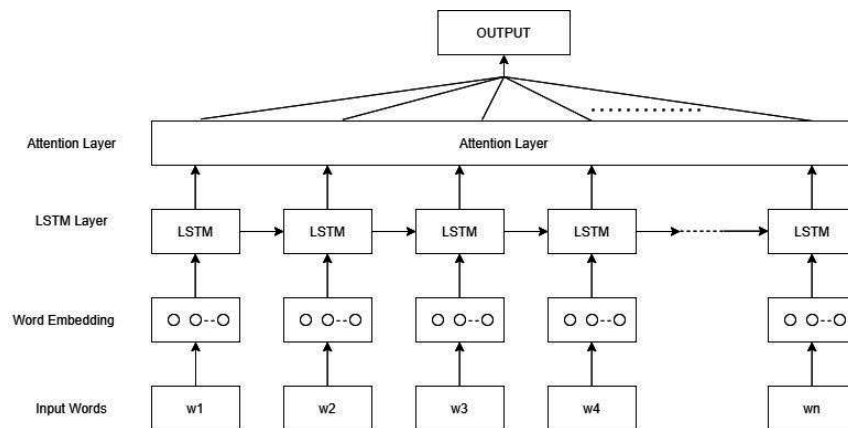 OUTPUT
Attention Layer
Attention Layer
LSTM Layer
LSTM
LSTM
LSTM
LSTM
LSTM
Word Embedding
Input Words
w1
w2
w3
w4
wn